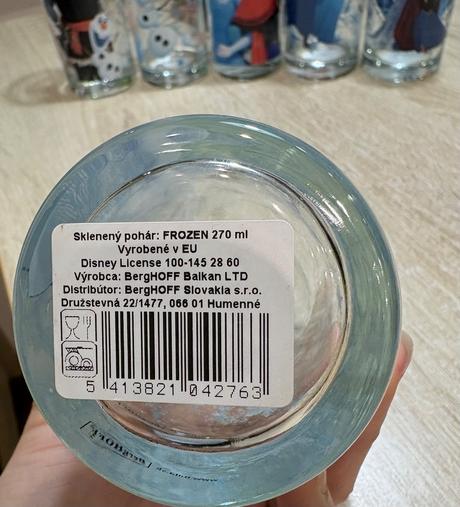 Sklenený pohár: FROZEN 270 ml
Vyrobené v EU
Disney License 100-145 28 60
Výrobca: BergHOFF Balkan LTD
Distribútor: BergHOFF Slovakia s.r.o.
Družstevná 22/1477, 066 01 Humenné
5 413821 042763